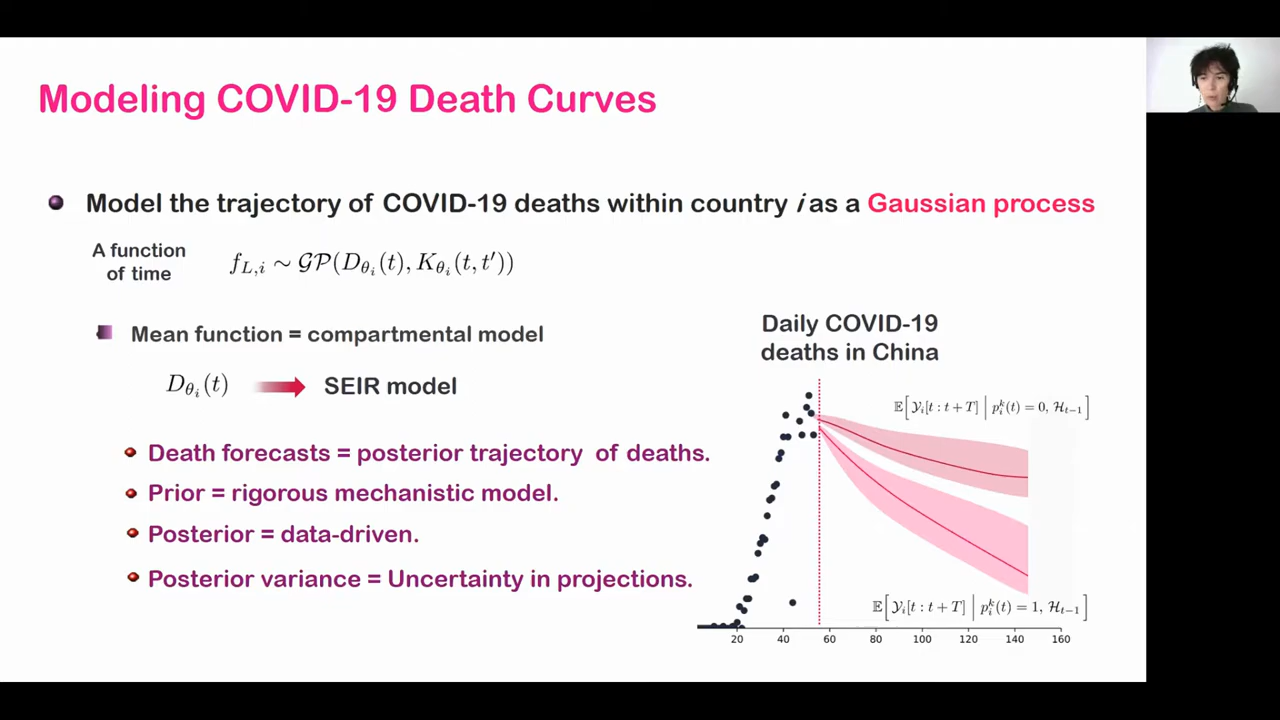 Modeling COVID-19 Death Curves
Model the trajectory of COVID-19 deaths within country i as a Gaussian process
A function
of time
f_{L,i} ∼ 𝒢𝒫(D_{θ_i}(t), K_{θ_i}(t, t′))
Mean function = compartmental model
D_{θ_i}(t)
SEIR model
Death forecasts = posterior trajectory of deaths.
Prior = rigorous mechanistic model.
Posterior = data-driven.
Posterior variance = Uncertainty in projections.
Daily COVID-19
deaths in China
𝔼[𝒴_i[t : t + T] | p_i^k(t) = 0, ℋ_{t−1}]
𝔼[𝒴_i[t : t + T] | p_i^k(t) = 1, ℋ_{t−1}]
20 40 60 80 100 120 140 160